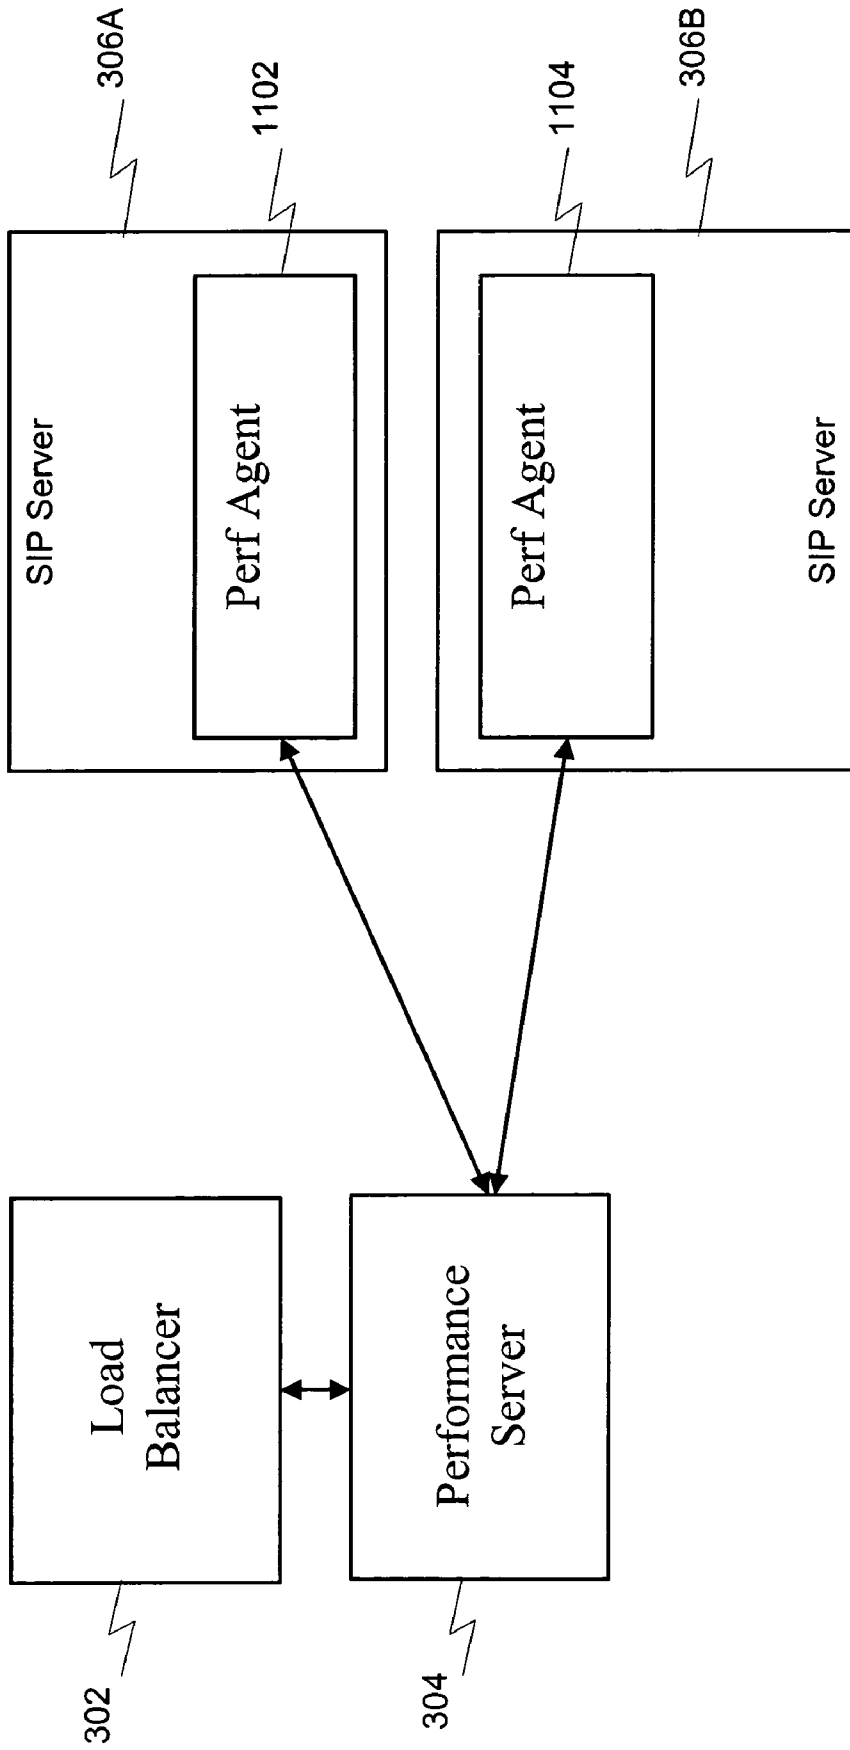 302
Load
Balancer
304
Performance
Server
SIP Server
306A
Perf Agent
1102
Perf Agent
1104
SIP Server
306B